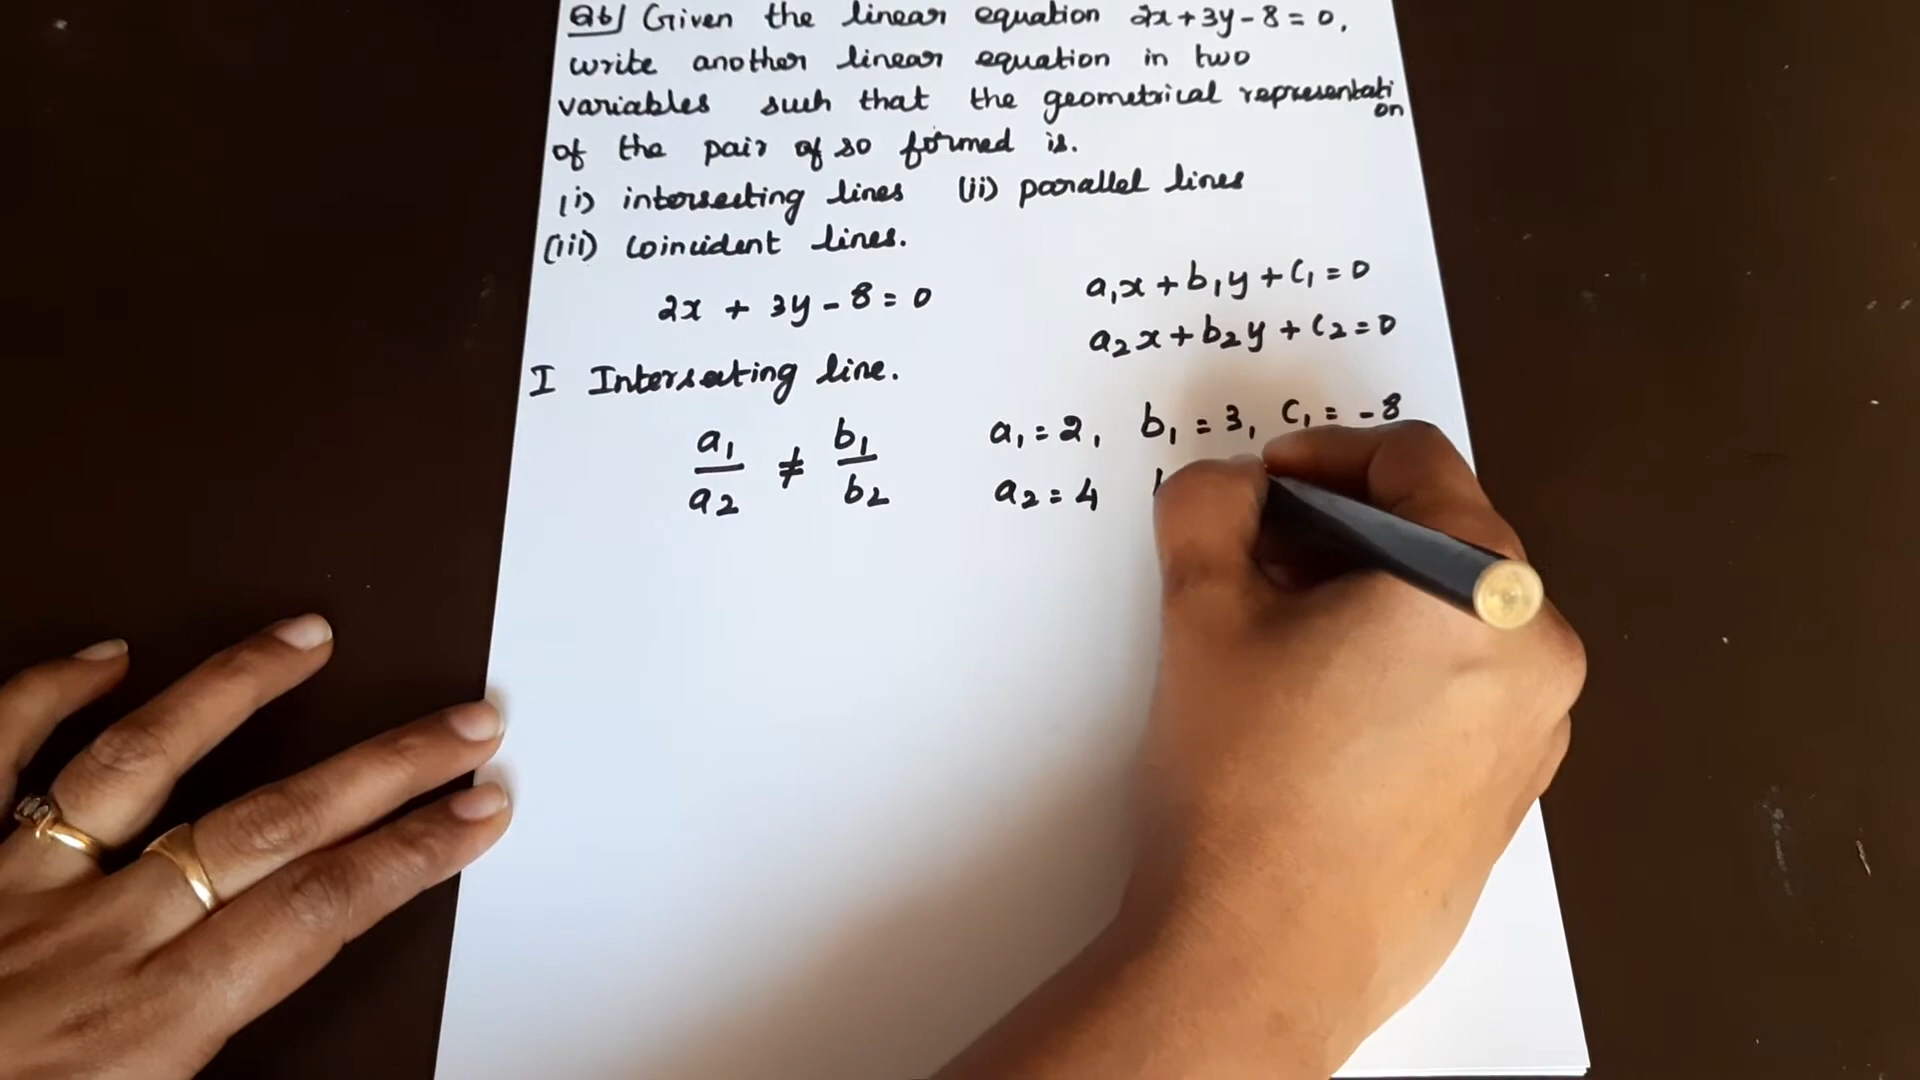 Q6) Given the linear equation 2x+3y-8=0,
write another linear equation in two
variables such that the geometrical representation
of the pair of so formed is.
(i) intersecting lines (ii) parallel lines
(iii) coincident lines.
2x + 3y - 8 = 0
a₁x + b₁y + c₁ = 0
a₂x + b₂y + c₂ = 0
I Intersecting line.
a₁/a₂ ≠ b₁/b₂
a₁ = 2, b₁ = 3, c₁ = -8
a₂ = 4